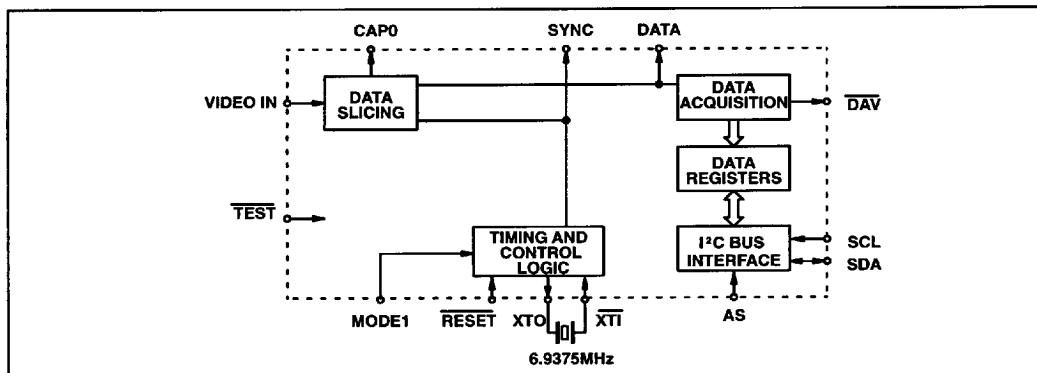 CAP0
SYNC
DATA
VIDEO IN
DATA
SLICING
DATA
ACQUISITION
DAV
DATA
REGISTERS
TEST
TIMING AND
CONTROL
LOGIC
I²C BUS
INTERFACE
SCL
SDA
MODE1
RESET
XTO
XTI
AS
6.9375MHz